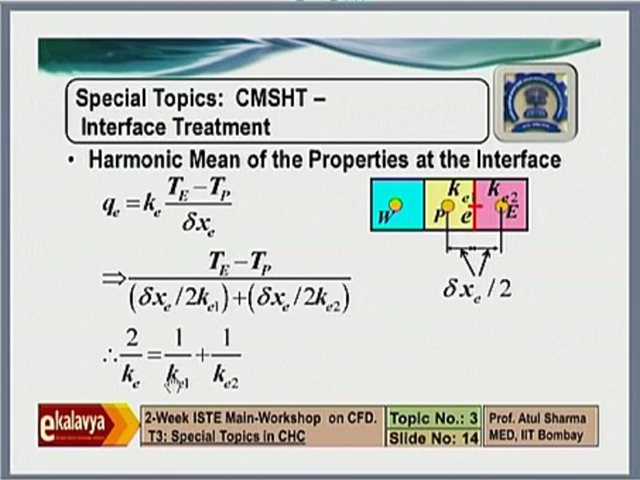 Special Topics: CMSHT –
Interface Treatment
• Harmonic Mean of the Properties at the Interface
q_e = k_e (T_E − T_P) / δx_e
⇒ (T_E − T_P) / ((δx_e/2k_e1) + (δx_e/2k_e2))
∴ 2/k_e = 1/k_e1 + 1/k_e2
k_e1 k_e2
W P e E
δx_e/2
ekalavya
2-Week ISTE Main-Workshop on CFD.
T3: Special Topics in CHC
Topic No.: 3
Slide No.: 14
Prof. Atul Sharma
MED, IIT Bombay